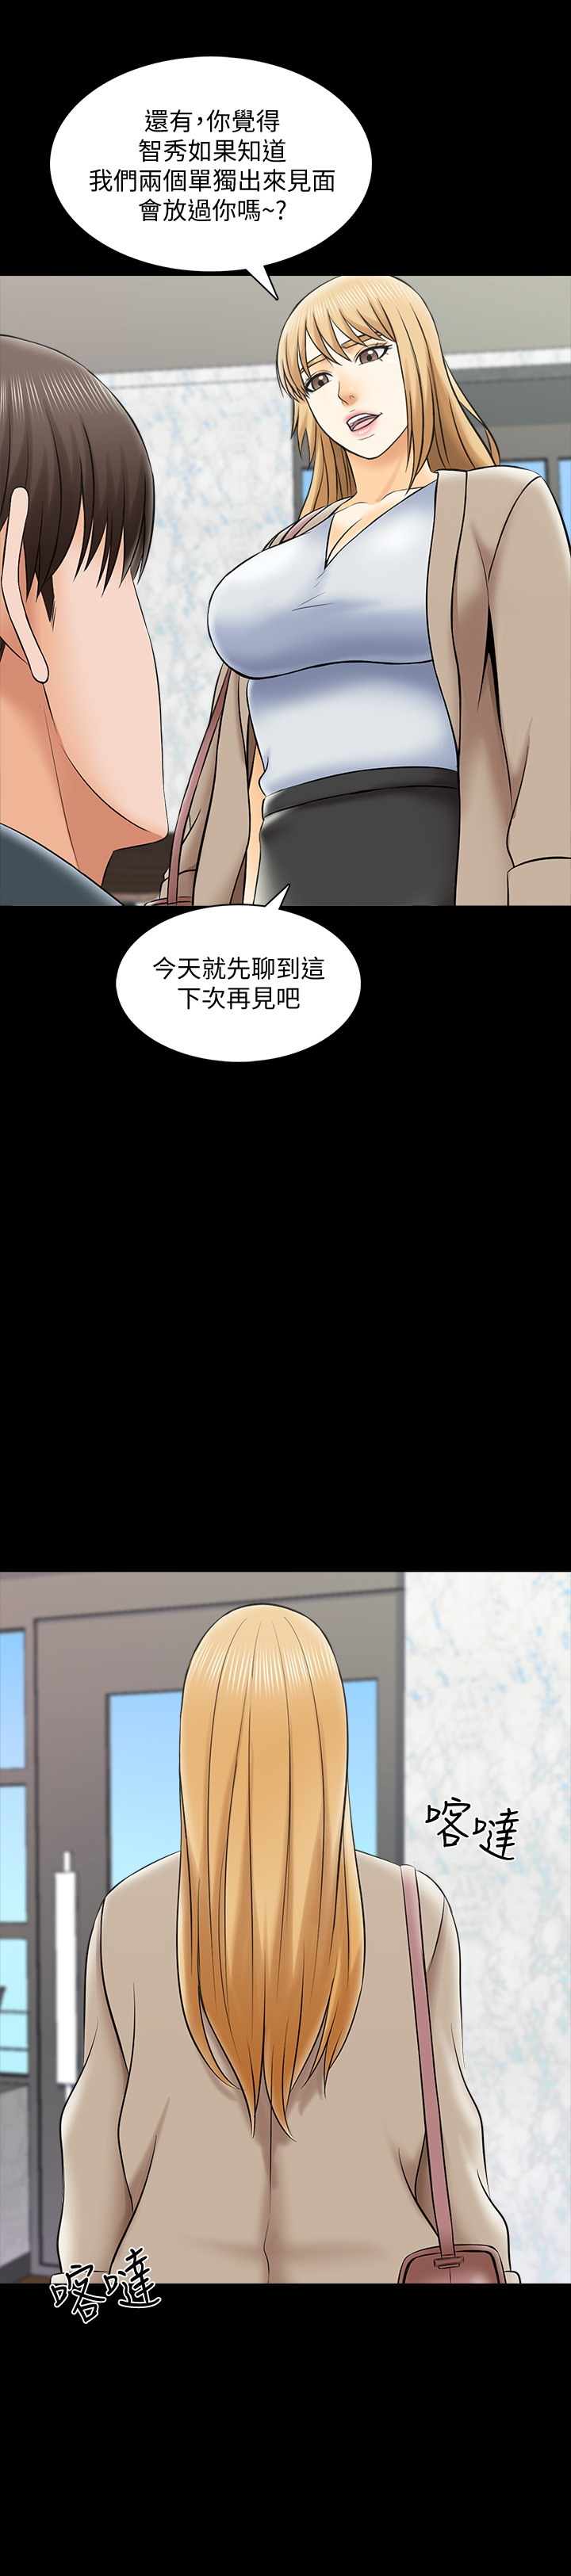 還有，你覺得
智秀如果知道
我們兩個單獨出來見面
會放過你嗎~?
今天就先聊到這
下次再見吧
喀噠
喀噠